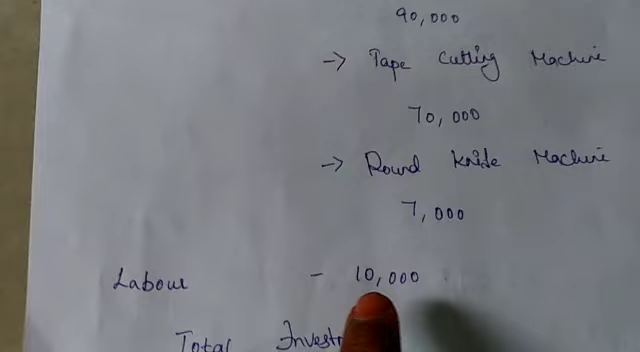 90,000
→ Tape Cutting Machine
70,000
→ Round Knife Machine
7,000
Labour - 10,000
Total